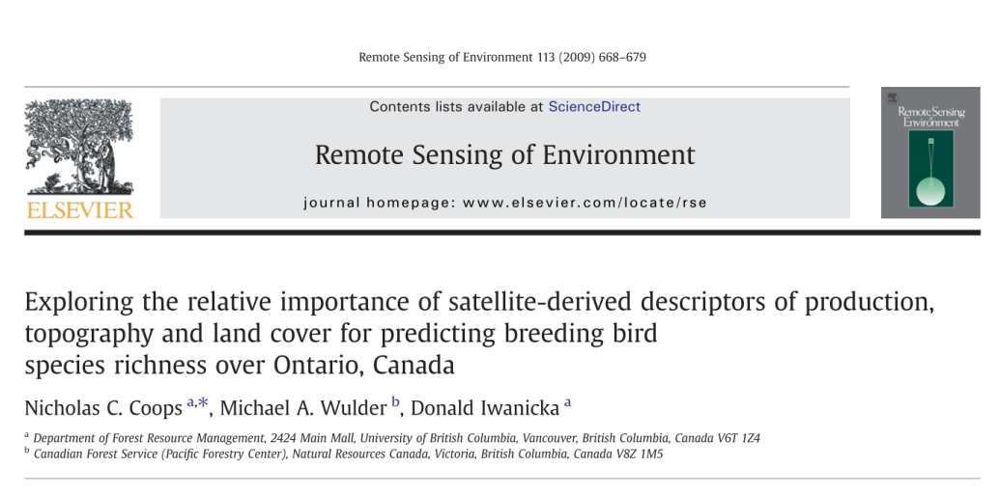 Remote Sensing of Environment 113 (2009) 668–679
Contents lists available at ScienceDirect
Remote Sensing of Environment
journal homepage: www.elsevier.com/locate/rse
ELSEVIER
Remote Sensing
of
Environment
Exploring the relative importance of satellite-derived descriptors of production,
topography and land cover for predicting breeding bird
species richness over Ontario, Canada
Nicholas C. Coops a,*, Michael A. Wulder b, Donald Iwanicka a
a Department of Forest Resource Management, 2424 Main Mall, University of British Columbia, Vancouver, British Columbia, Canada V6T 1Z4
b Canadian Forest Service (Pacific Forestry Center), Natural Resources Canada, Victoria, British Columbia, Canada V8Z 1M5